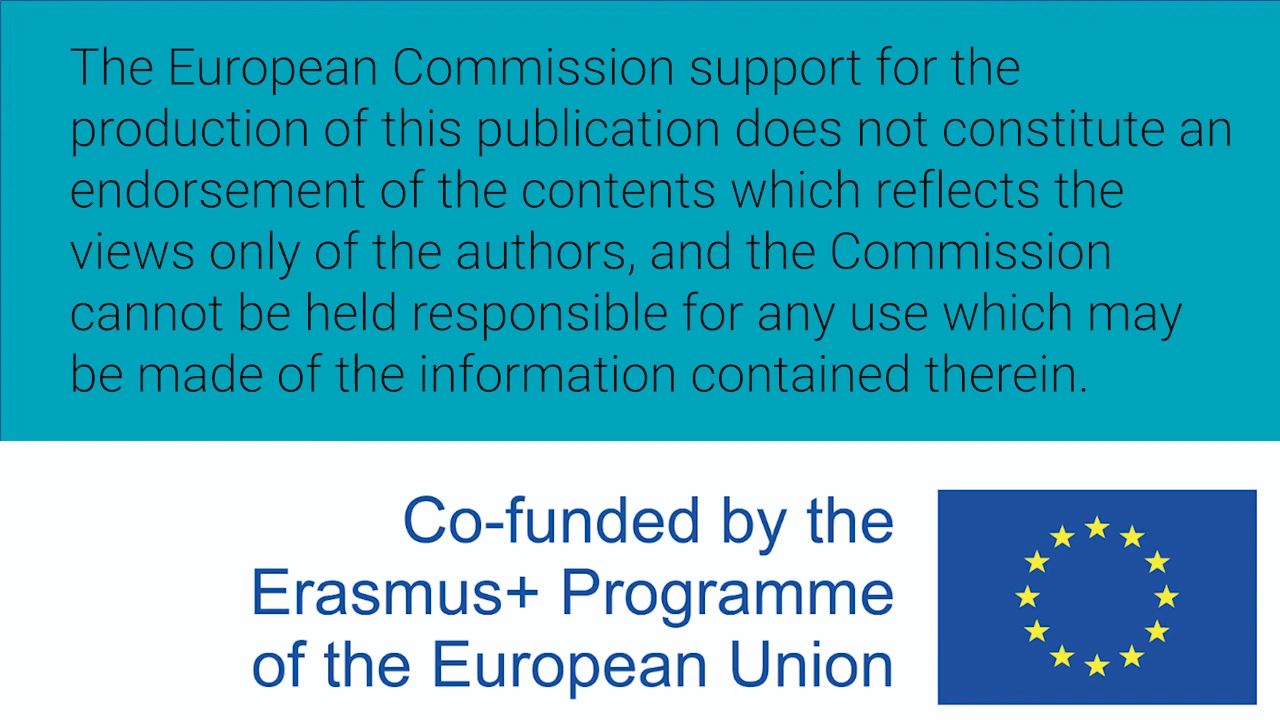 The European Commission support for the
production of this publication does not constitute an
endorsement of the contents which reflects the
views only of the authors, and the Commission
cannot be held responsible for any use which may
be made of the information contained therein.
Co-funded by the
Erasmus+ Programme
of the European Union